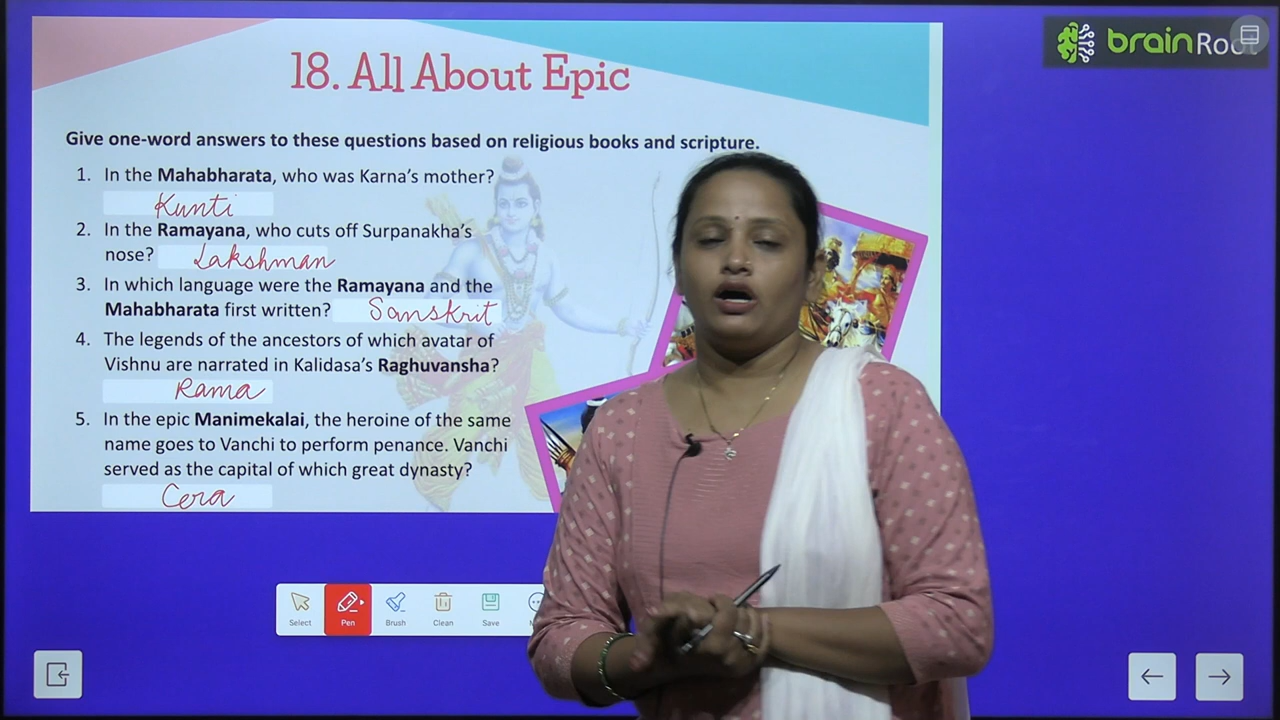 brainRoot
18. All About Epic
Give one-word answers to these questions based on religious books and scripture.
1. In the Mahabharata, who was Karna's mother?
Kunti
2. In the Ramayana, who cuts off Surpanakha's
nose? Lakshman
3. In which language were the Ramayana and the
Mahabharata first written? Sanskrit
4. The legends of the ancestors of which avatar of
Vishnu are narrated in Kalidasa's Raghuvansha?
Rama
5. In the epic Manimekalai, the heroine of the same
name goes to Vanchi to perform penance. Vanchi
served as the capital of which great dynasty?
Cera
Select Pen Brush Clean Save